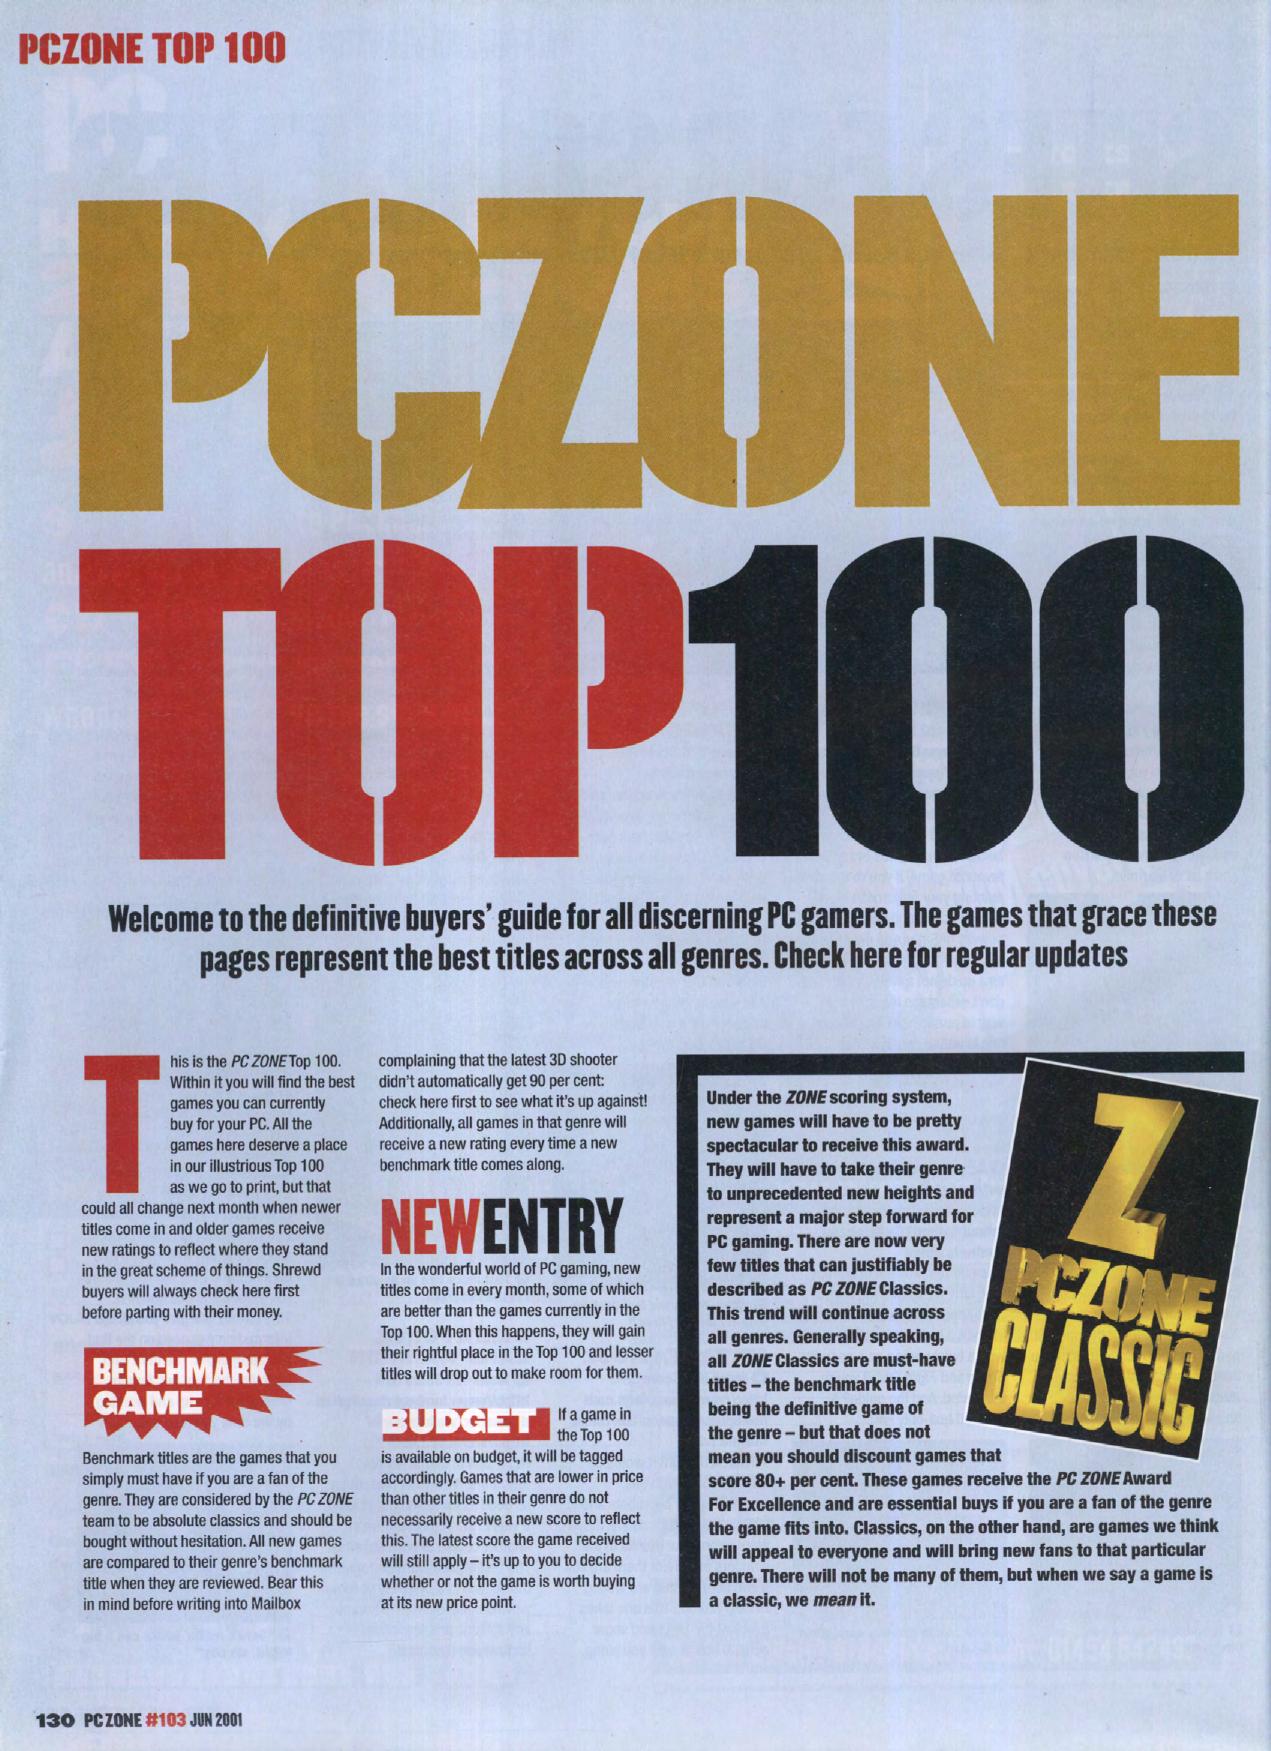 PCZONE TOP 100
PCZONE
TOP100
Welcome to the definitive buyers' guide for all discerning PC gamers. The games that grace these
pages represent the best titles across all genres. Check here for regular updates
This is the PC ZONE Top 100.
Within it you will find the best
games you can currently
buy for your PC. All the
games here deserve a place
in our illustrious Top 100
as we go to print, but that
could all change next month when newer
titles come in and older games receive
new ratings to reflect where they stand
in the great scheme of things. Shrewd
buyers will always check here first
before parting with their money.
BENCHMARK
GAME
Benchmark titles are the games that you
simply must have if you are a fan of the
genre. They are considered by the PC ZONE
team to be absolute classics and should be
bought without hesitation. All new games
are compared to their genre's benchmark
title when they are reviewed. Bear this
in mind before writing into Mailbox
complaining that the latest 3D shooter
didn't automatically get 90 per cent:
check here first to see what it's up against!
Additionally, all games in that genre will
receive a new rating every time a new
benchmark title comes along.
NEWENTRY
In the wonderful world of PC gaming, new
titles come in every month, some of which
are better than the games currently in the
Top 100. When this happens, they will gain
their rightful place in the Top 100 and lesser
titles will drop out to make room for them.
BUDGET
If a game in
the Top 100
is available on budget, it will be tagged
accordingly. Games that are lower in price
than other titles in their genre do not
necessarily receive a new score to reflect
this. The latest score the game received
will still apply – it's up to you to decide
whether or not the game is worth buying
at its new price point.
Under the ZONE scoring system,
new games will have to be pretty
spectacular to receive this award.
They will have to take their genre
to unprecedented new heights and
represent a major step forward for
PC gaming. There are now very
few titles that can justifiably be
described as PC ZONE Classics.
This trend will continue across
all genres. Generally speaking,
all ZONE Classics are must-have
titles – the benchmark title
being the definitive game of
the genre – but that does not
mean you should discount games that
score 80+ per cent. These games receive the PC ZONE Award
For Excellence and are essential buys if you are a fan of the genre
the game fits into. Classics, on the other hand, are games we think
will appeal to everyone and will bring new fans to that particular
genre. There will not be many of them, but when we say a game is
a classic, we mean it.
Z
PCZONE
CLASSIC
130 PC ZONE #103 JUN 2001